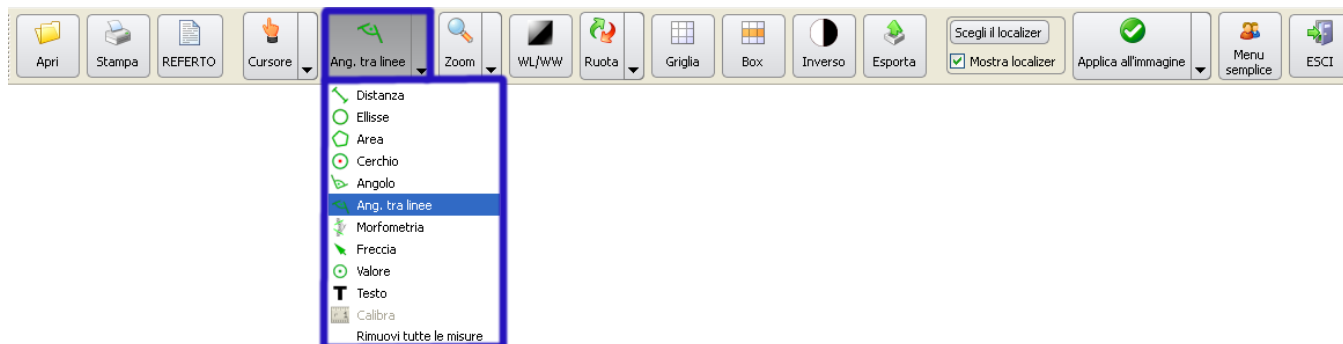 Apri
Stampa
REFERTO
Cursore
Ang. tra linee
Zoom
WL/WW
Ruota
Griglia
Box
Inverso
Esporta
Scegli il localizer
Mostra localizer
Applica all'immagine
Menu
semplice
ESCI
Distanza
Ellisse
Area
Cerchio
Angolo
Ang. tra linee
Morfometria
Freccia
Valore
T Testo
Calibra
Rimuovi tutte le misure